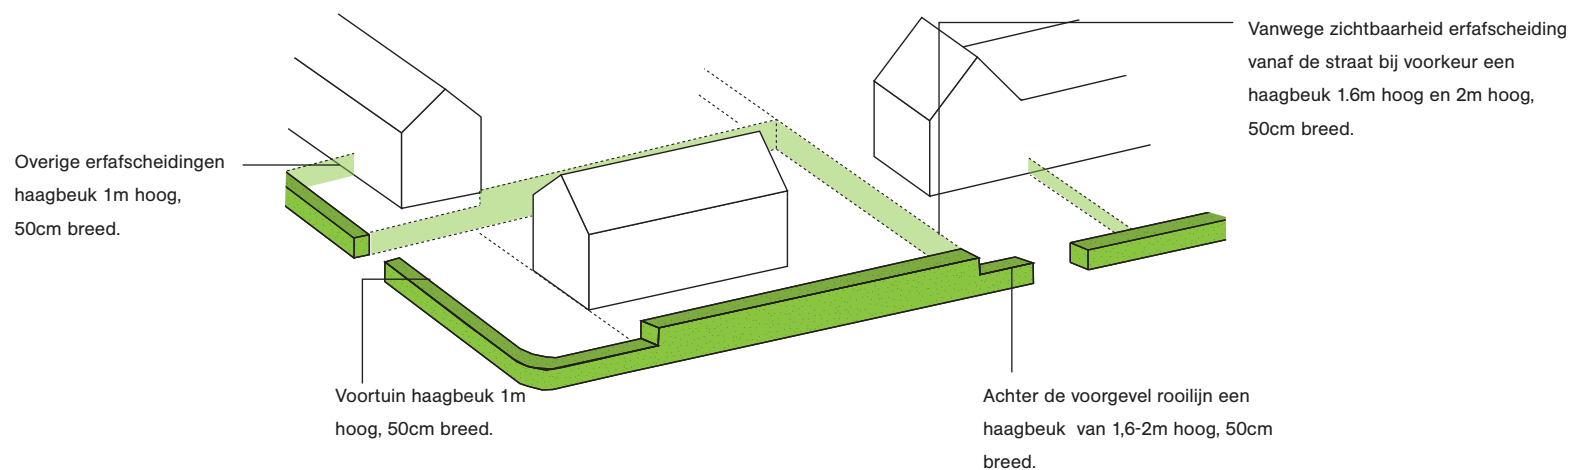 Vanwege zichtbaarheid erfafscheiding
vanaf de straat bij voorkeur een
haagbeuk 1.6m hoog en 2m hoog,
50cm breed.
Overige erfafscheidingen
haagbeuk 1m hoog,
50cm breed.
Voortuin haagbeuk 1m
hoog, 50cm breed.
Achter de voorgevel rooilijn een
haagbeuk  van 1,6-2m hoog, 50cm
breed.